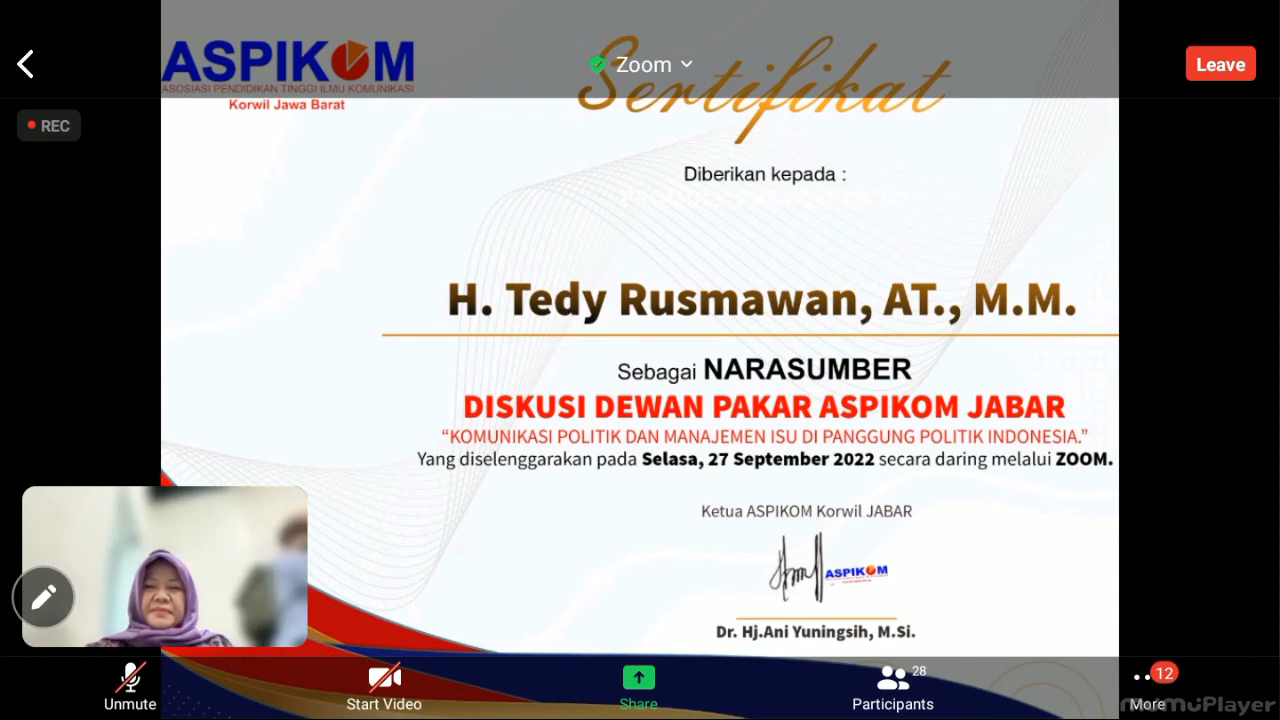 ASPIKOM
ASOSIASI PENDIDIKAN TINGGI ILMU KOMUNIKASI
Korwil Jawa Barat
Zoom
Leave
REC
Sertifikat
Diberikan kepada :
H. Tedy Rusmawan, AT., M.M.
Sebagai NARASUMBER
DISKUSI DEWAN PAKAR ASPIKOM JABAR
“KOMUNIKASI POLITIK DAN MANAJEMEN ISU DI PANGGUNG POLITIK INDONESIA.”
Yang diselenggarakan pada Selasa, 27 September 2022 secara daring melalui ZOOM.
Ketua ASPIKOM Korwil JABAR
ASPIKOM
Dr. Hj.Ani Yuningsih, M.Si.
Unmute
Start Video
Share
28
Participants
12
More
MuMuPlayer